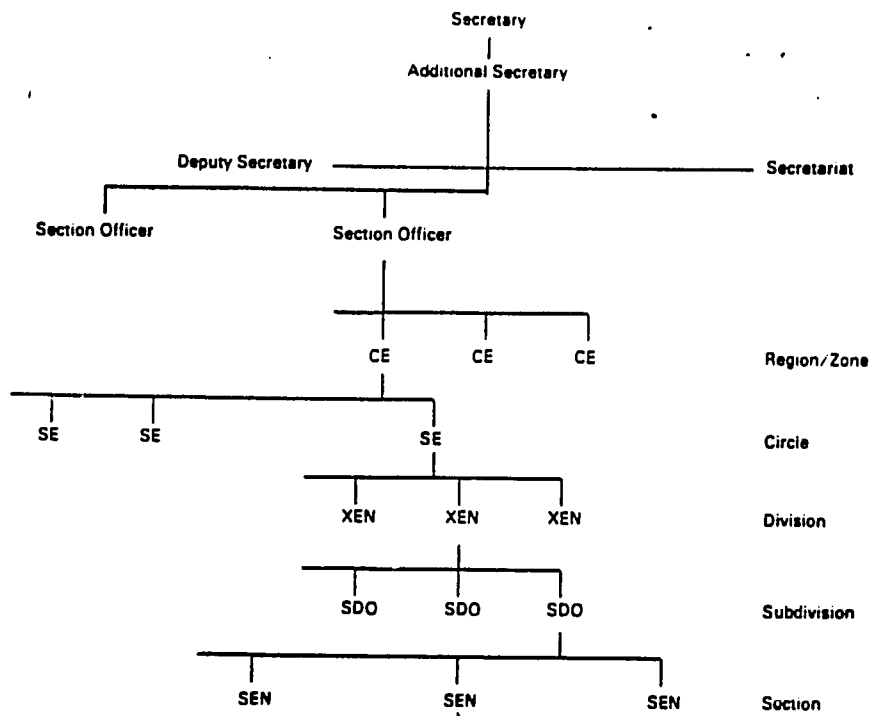 Secretary
Additional Secretary
Deputy Secretary Secretariat
Section Officer Section Officer
CE CE CE Region/Zone
SE SE SE Circle
XEN XEN XEN Division
SDO SDO SDO Subdivision
SEN SEN SEN Section